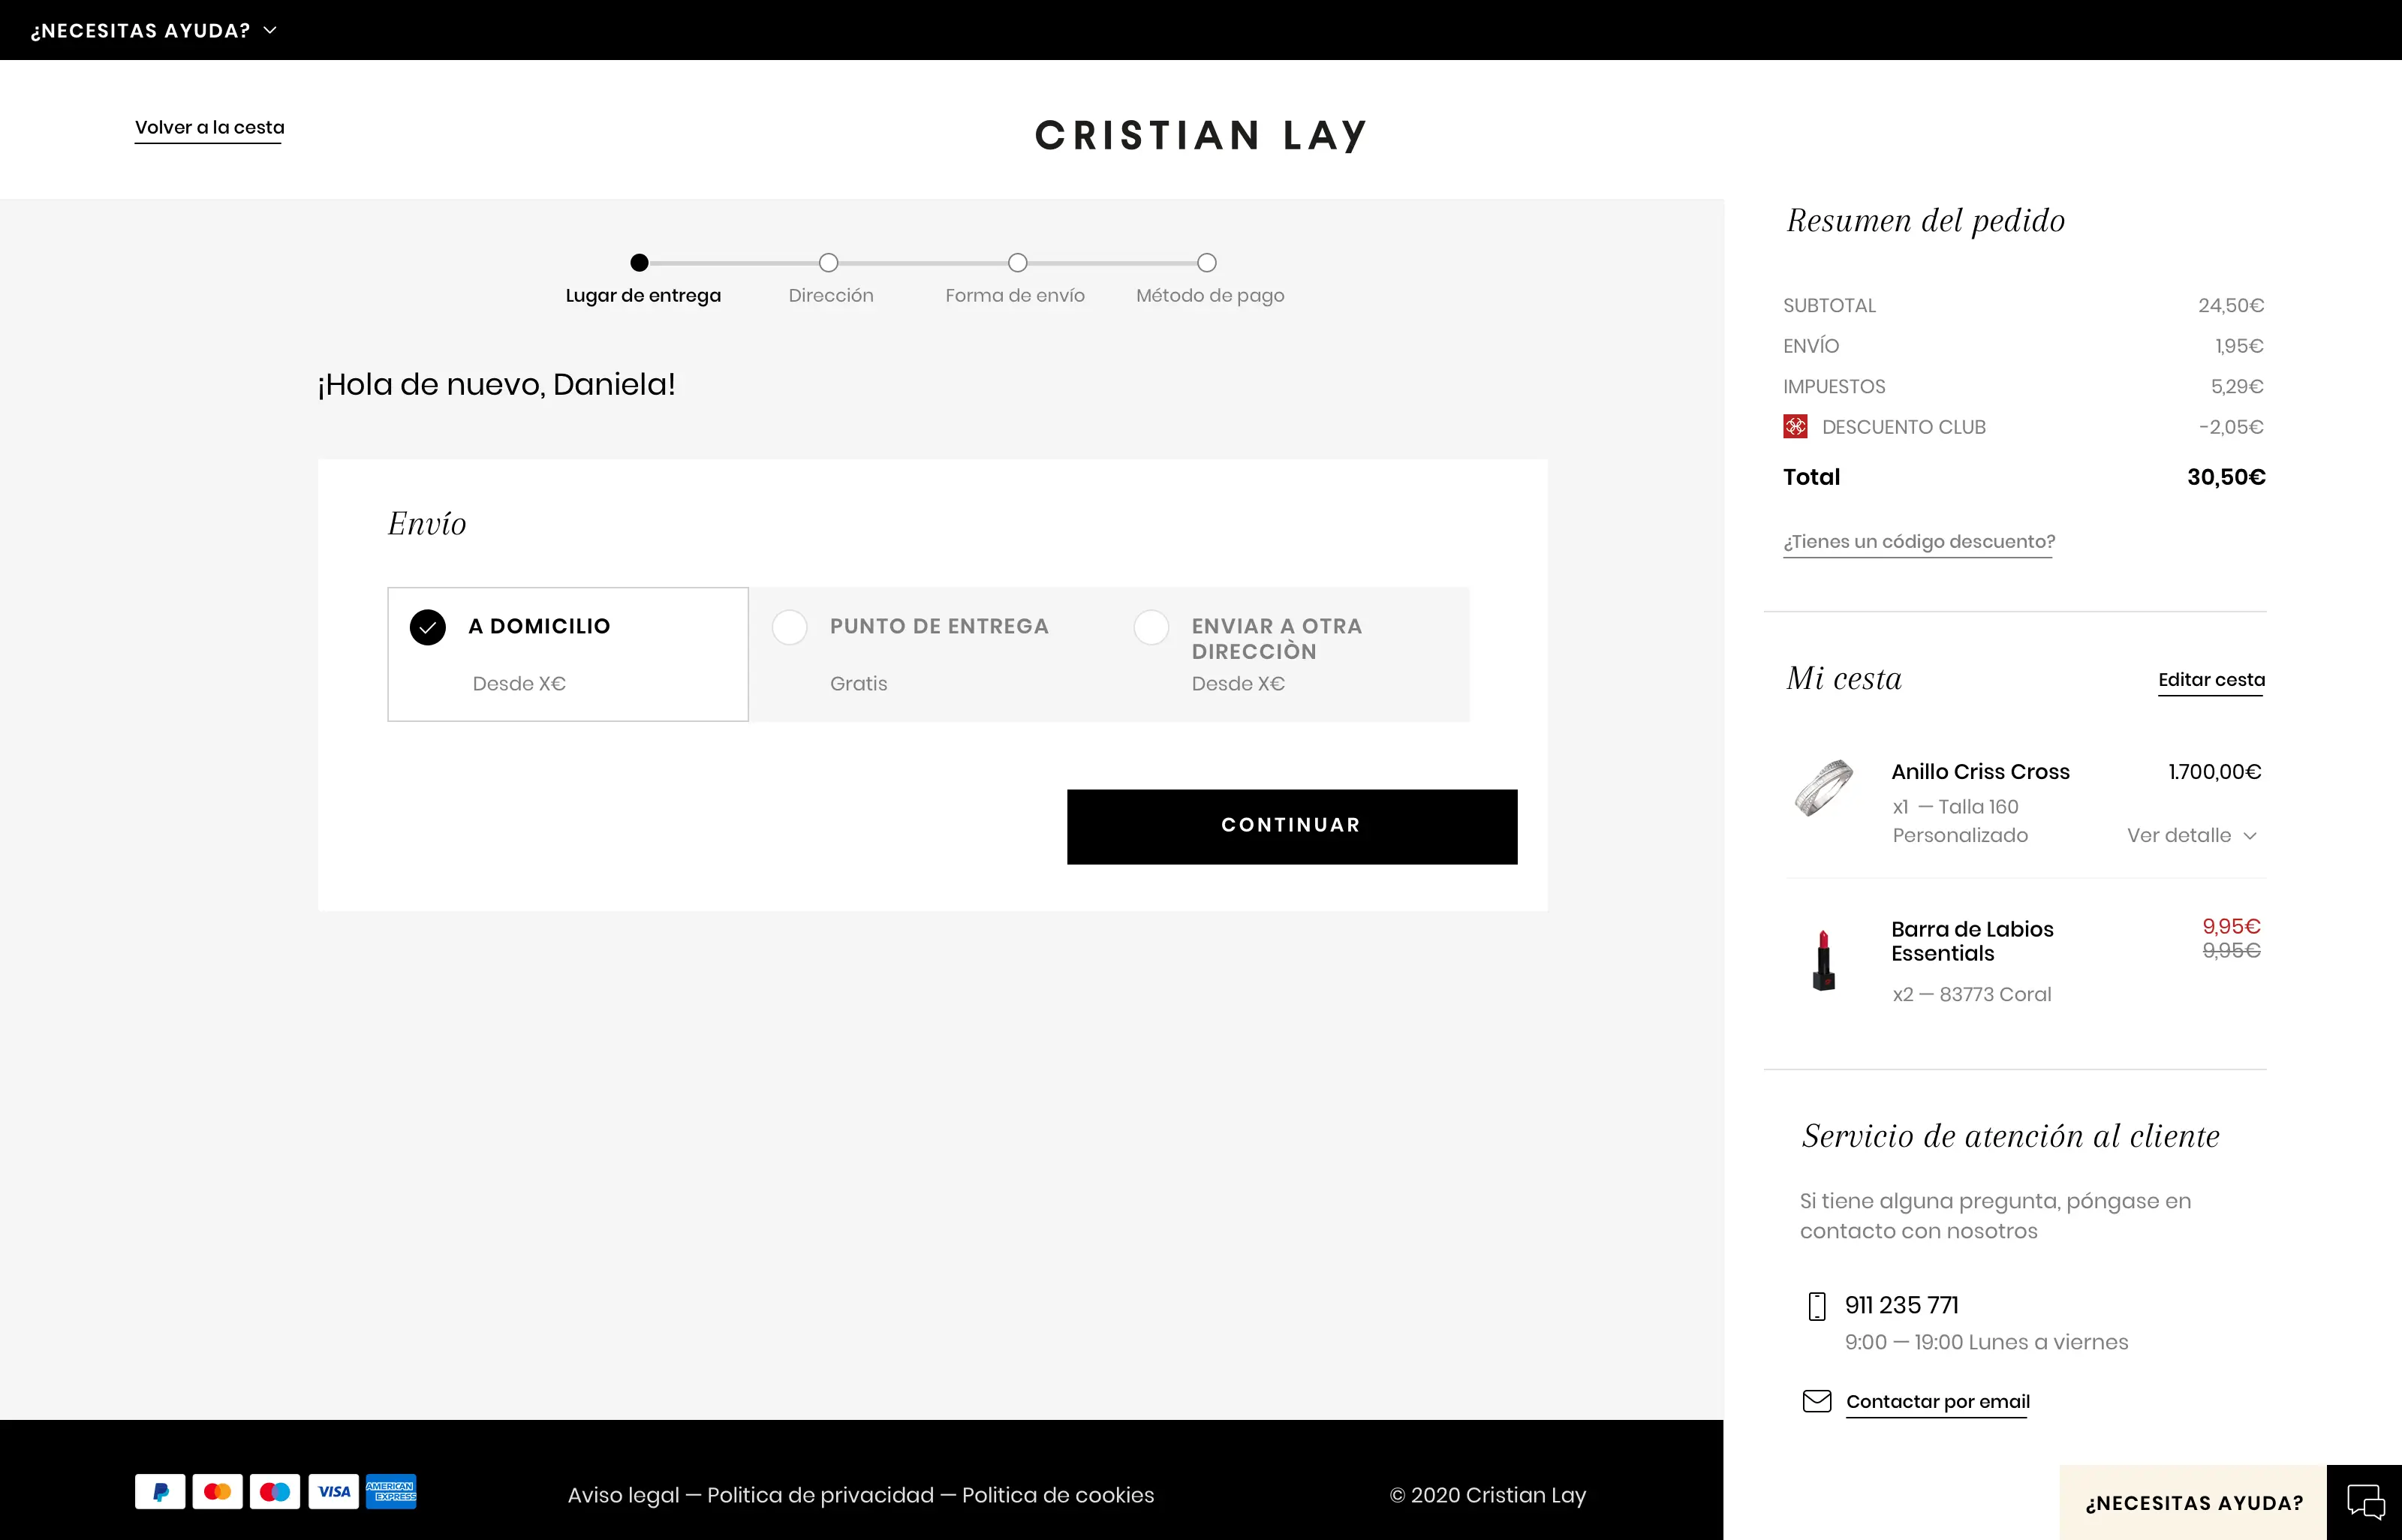 ¿NECESITAS AYUDA?
Volver a la cesta
CRISTIAN LAY
Lugar de entrega
Dirección
Forma de envío
Método de pago
¡Hola de nuevo, Daniela!
Envío
A DOMICILIO
Desde X€
PUNTO DE ENTREGA
Gratis
ENVIAR A OTRA
DIRECCIÒN
Desde X€
CONTINUAR
Resumen del pedido
SUBTOTAL 24,50€
ENVÍO 1,95€
IMPUESTOS 5,29€
DESCUENTO CLUB -2,05€
Total 30,50€
¿Tienes un código descuento?
Mi cesta Editar cesta
Anillo Criss Cross 1.700,00€
x1 — Talla 160
Personalizado Ver detalle
Barra de Labios 9,95€
Essentials 9,95€
x2 — 83773 Coral
Servicio de atención al cliente
Si tiene alguna pregunta, póngase en
contacto con nosotros
911 235 771
9:00 — 19:00 Lunes a viernes
Contactar por email
VISA
AMERICAN
EXPRESS
Aviso legal — Politica de privacidad — Politica de cookies
© 2020 Cristian Lay
¿NECESITAS AYUDA?